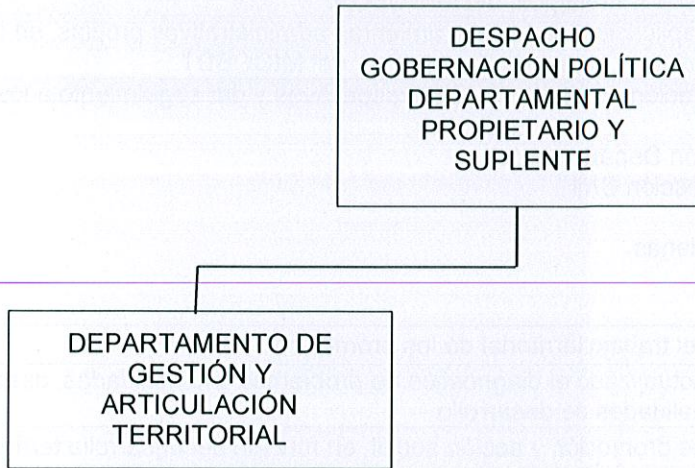 DESPACHO
GOBERNACIÓN POLÍTICA
DEPARTAMENTAL
PROPIETARIO Y
SUPLENTE
DEPARTAMENTO DE
GESTIÓN Y
ARTICULACIÓN
TERRITORIAL